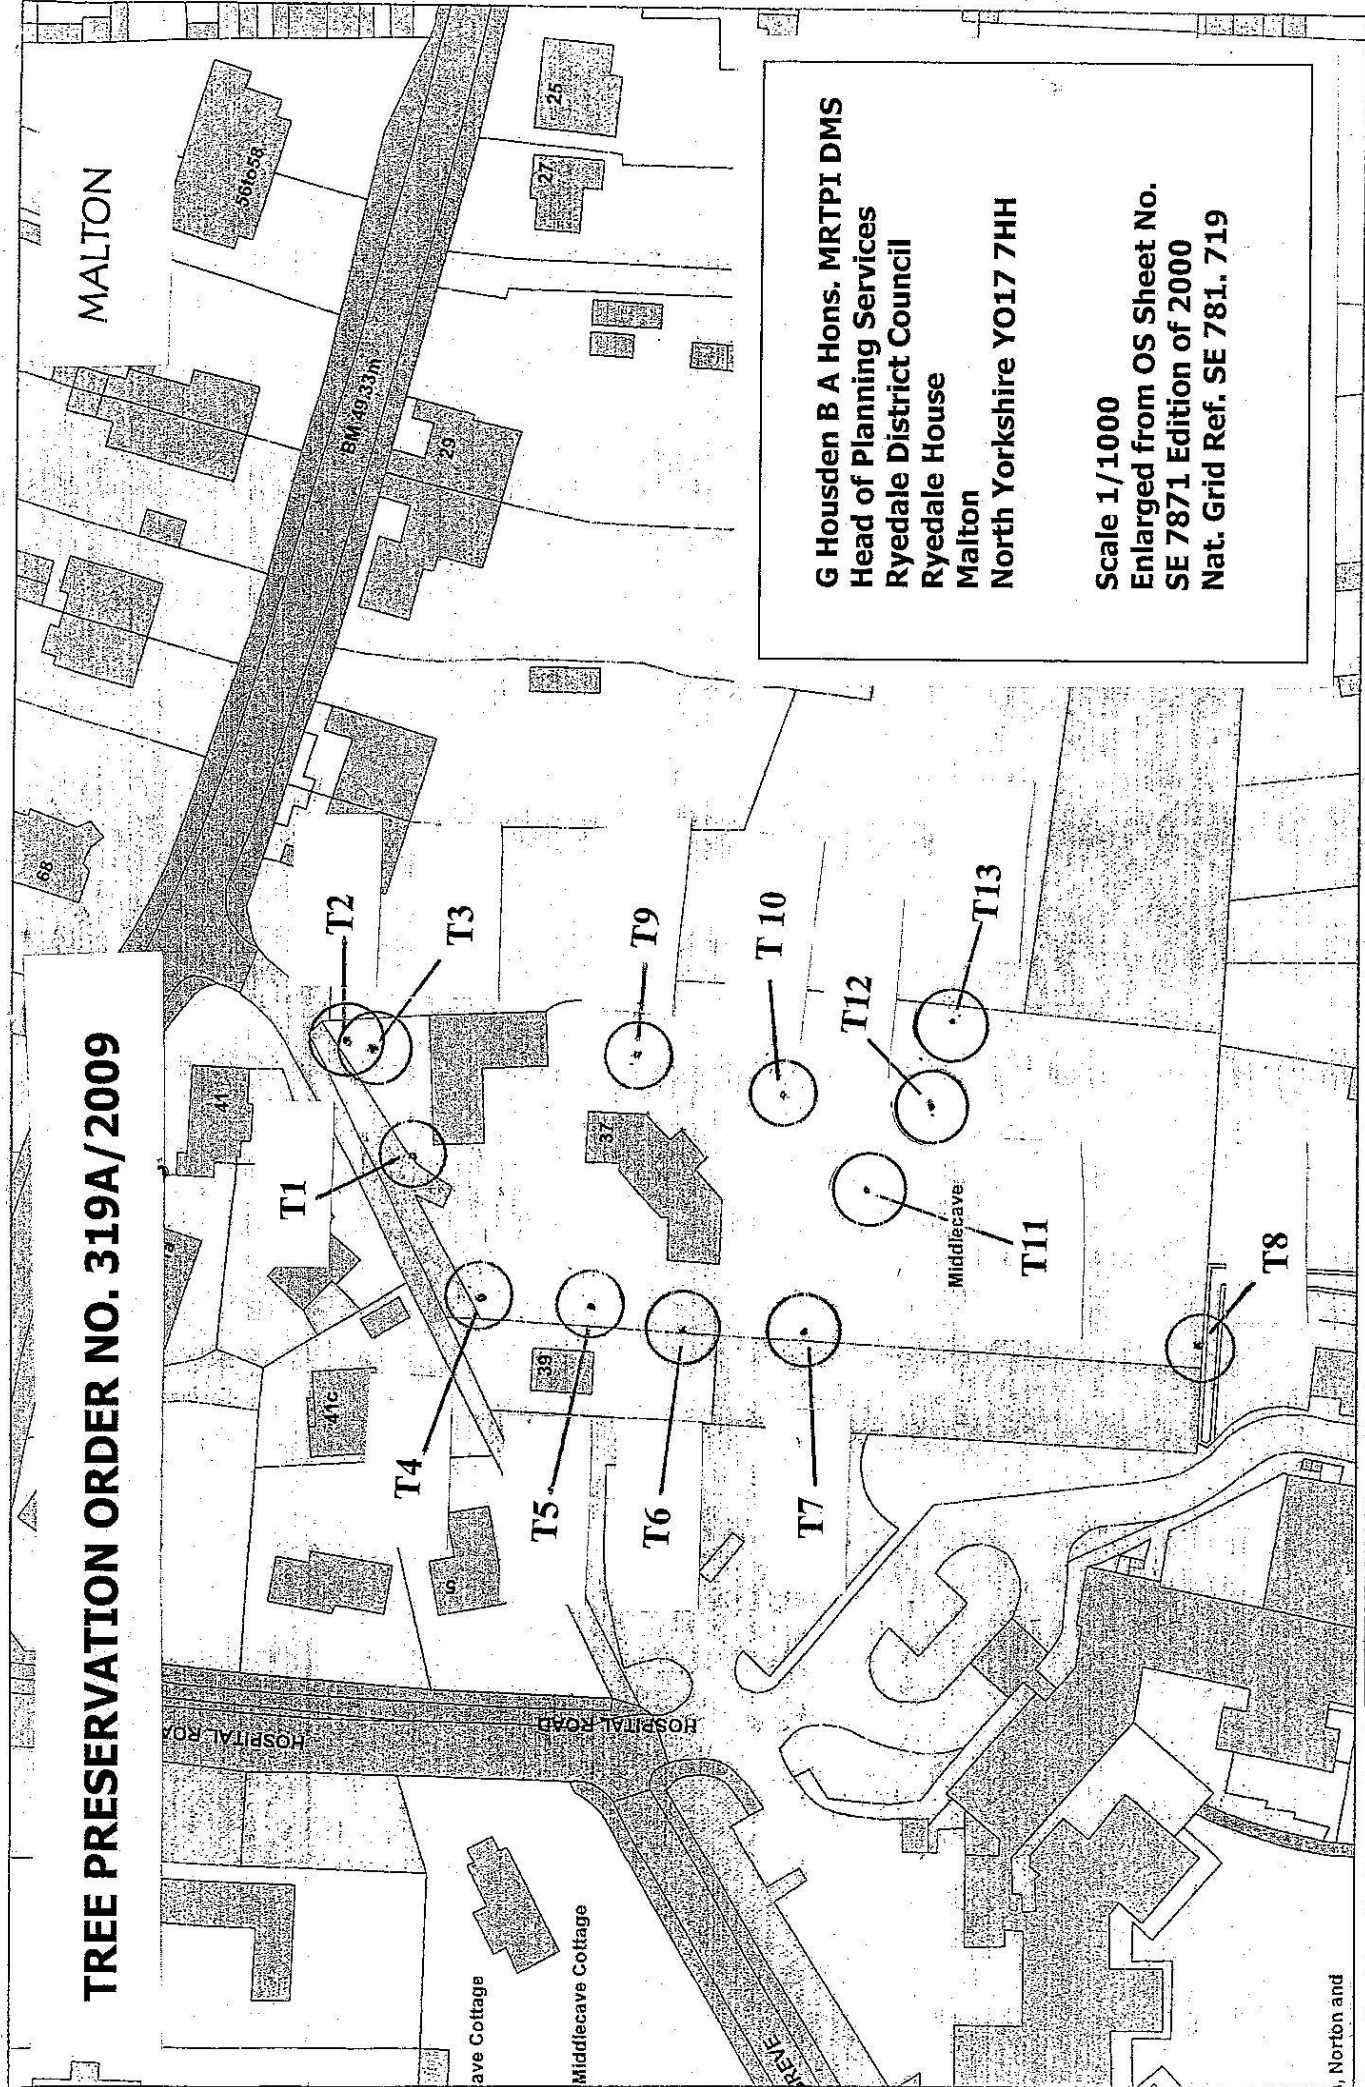 TREE PRESERVATION ORDER NO. 319A/2009
MALTON
56to58
68
BM 49.33m
25
27
29
41
41c
39
37
5
T1
T2
T3
T4
T5
T6
T7
T8
T9
T 10
T11
T12
T13
Middlecave
HOSPITAL ROA
HOSPITAL ROAD
HOSPITAL ROAD
ave Cottage
Middlecave Cottage
GREVE
, Norton and
G Housden B A Hons. MRTPI DMS
Head of Planning Services
Ryedale District Council
Ryedale House
Malton
North Yorkshire YO17 7HH
Scale 1/1000
Enlarged from OS Sheet No.
SE 7871 Edition of 2000
Nat. Grid Ref. SE 781. 719